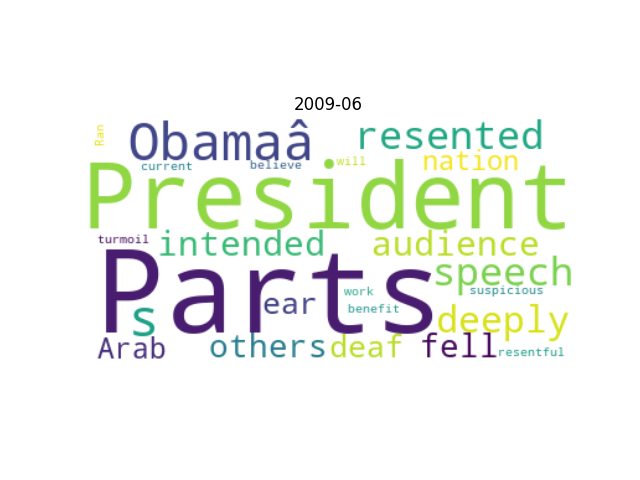 2009-06
Ran
Obamaâ
resented
current
believe
will
nation
President
turmoil
intended
audience
Parts
speech
s
ear
work
suspicious
benefit
deeply
Arab
others
deaf
fell
resentful